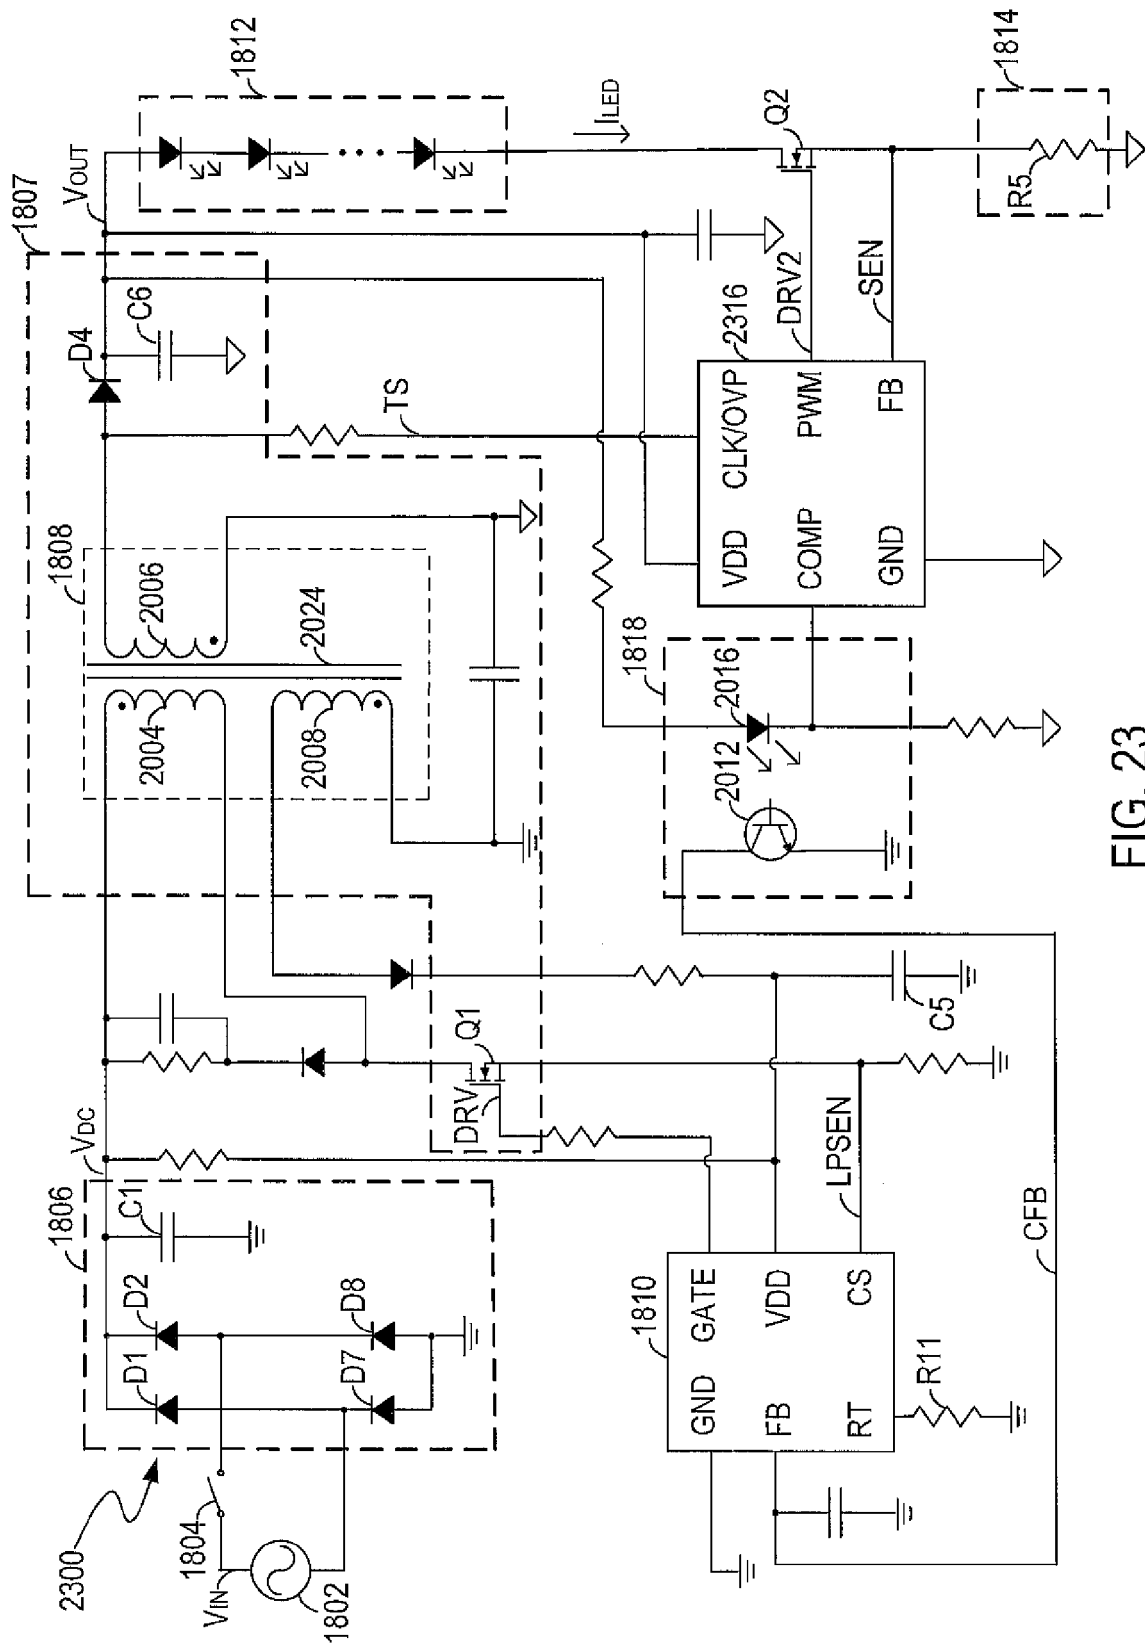 2300
1802
VIN
1804
1806
D1
D2
D7
D8
C1
VDC
1807
1808
2004
2006
2008
2024
D4
C6
VOUT
1812
ILED
Q2
1814
R5
TS
DRV2
SEN
2316
VDD
CLK/OVP
COMP
PWM
GND
FB
1818
2012
2016
Q1
DRV
C5
LPSEN
CFB
1810
GND
GATE
FB
VDD
RT
CS
R11
FIG. 23